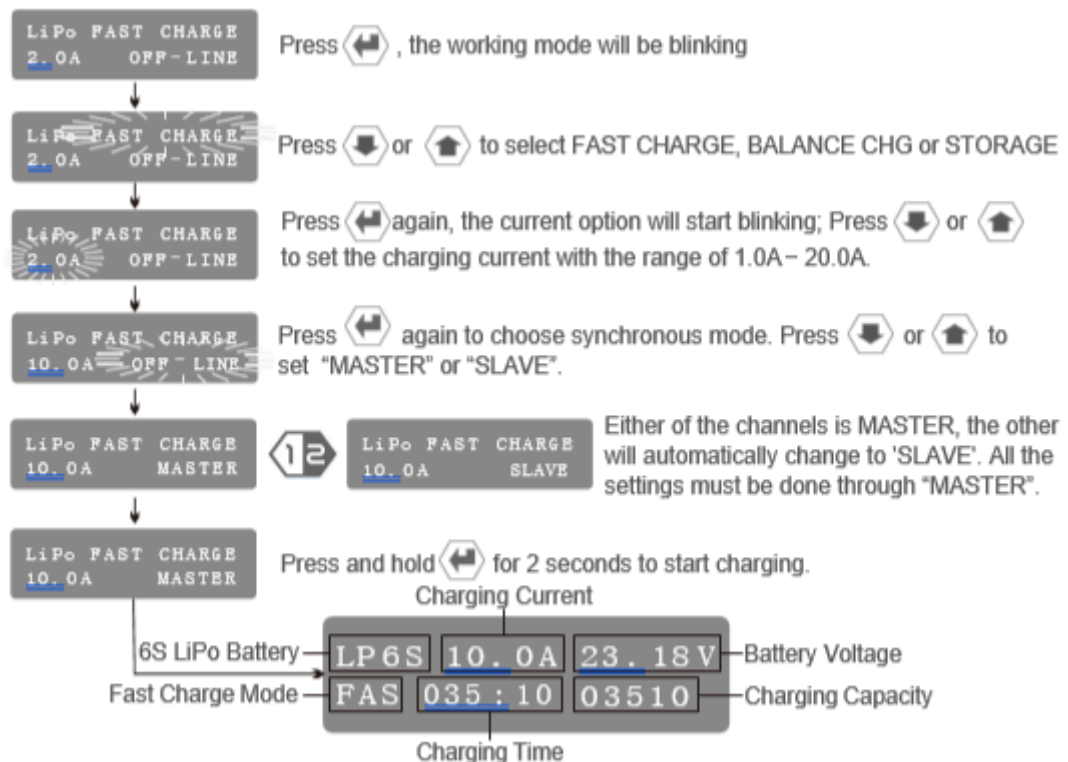 LiPo FAST CHARGE
2.0A OFF-LINE
Press , the working mode will be blinking
LiPo FAST CHARGE
2.0A OFF-LINE
Press or to select FAST CHARGE, BALANCE CHG or STORAGE
LiPo FAST CHARGE
2.0A OFF-LINE
Press again, the current option will start blinking; Press or
to set the charging current with the range of 1.0A– 20.0A.
LiPo FAST CHARGE
10.0A OFF-LINE
Press again to choose synchronous mode. Press or to
set “MASTER” or “SLAVE”.
LiPo FAST CHARGE
10.0A MASTER
12
LiPo FAST CHARGE
10.0A SLAVE
Either of the channels is MASTER, the other
will automatically change to 'SLAVE'. All the
settings must be done through “MASTER”.
LiPo FAST CHARGE
10.0A MASTER
Press and hold for 2 seconds to start charging.
Charging Current
6S LiPo Battery LP6S 10.0A 23.18V Battery Voltage
Fast Charge Mode FAS 035:10 03510 Charging Capacity
Charging Time